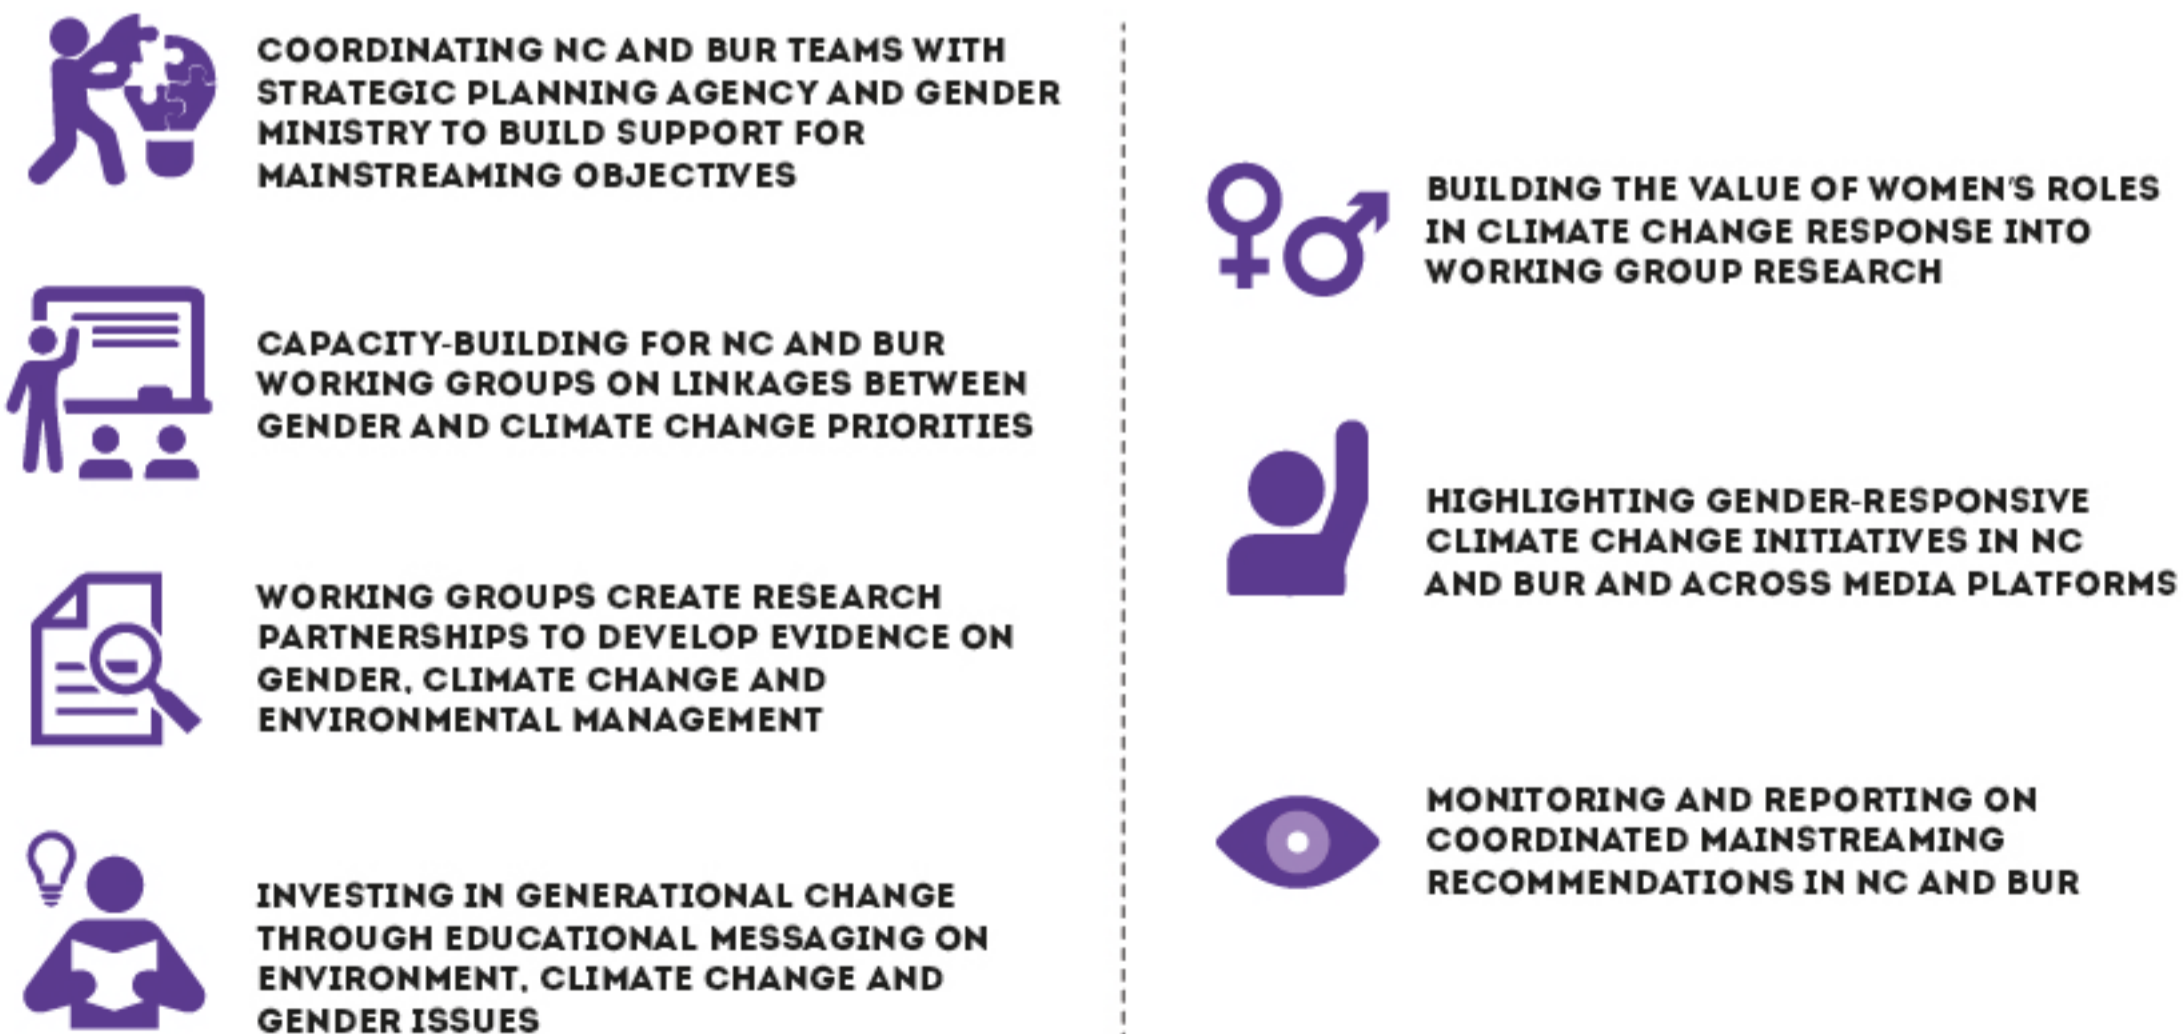 COORDINATING NC AND BUR TEAMS WITH
STRATEGIC PLANNING AGENCY AND GENDER
MINISTRY TO BUILD SUPPORT FOR
MAINSTREAMING OBJECTIVES
CAPACITY-BUILDING FOR NC AND BUR
WORKING GROUPS ON LINKAGES BETWEEN
GENDER AND CLIMATE CHANGE PRIORITIES
WORKING GROUPS CREATE RESEARCH
PARTNERSHIPS TO DEVELOP EVIDENCE ON
GENDER, CLIMATE CHANGE AND
ENVIRONMENTAL MANAGEMENT
INVESTING IN GENERATIONAL CHANGE
THROUGH EDUCATIONAL MESSAGING ON
ENVIRONMENT, CLIMATE CHANGE AND
GENDER ISSUES
BUILDING THE VALUE OF WOMEN'S ROLES
IN CLIMATE CHANGE RESPONSE INTO
WORKING GROUP RESEARCH
HIGHLIGHTING GENDER-RESPONSIVE
CLIMATE CHANGE INITIATIVES IN NC
AND BUR AND ACROSS MEDIA PLATFORMS
MONITORING AND REPORTING ON
COORDINATED MAINSTREAMING
RECOMMENDATIONS IN NC AND BUR